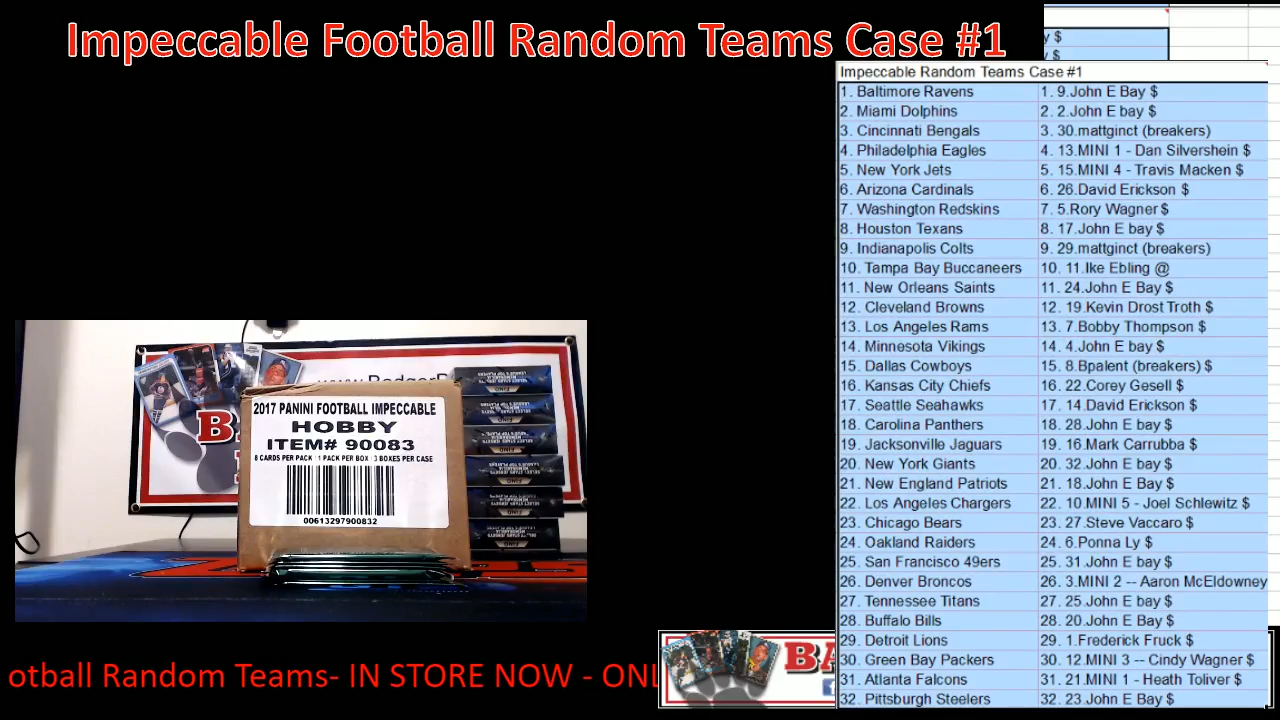 Impeccable Football Random Teams Case #1
y $
y $
Impeccable Random Teams Case #1
1. Baltimore Ravens 1. 9.John E Bay $
2. Miami Dolphins 2. 2.John E bay $
3. Cincinnati Bengals 3. 30.mattginct (breakers)
4. Philadelphia Eagles 4. 13.MINI 1 - Dan Silvershein $
5. New York Jets 5. 15.MINI 4 - Travis Macken $
6. Arizona Cardinals 6. 26.David Erickson $
7. Washington Redskins 7. 5.Rory Wagner $
8. Houston Texans 8. 17.John E bay $
9. Indianapolis Colts 9. 29.mattginct (breakers)
10. Tampa Bay Buccaneers 10. 11.Ike Ebling @
11. New Orleans Saints 11. 24.John E Bay $
12. Cleveland Browns 12. 19.Kevin Drost Troth $
13. Los Angeles Rams 13. 7.Bobby Thompson $
14. Minnesota Vikings 14. 4.John E bay $
15. Dallas Cowboys 15. 8.Bpalent (breakers) $
16. Kansas City Chiefs 16. 22.Corey Gesell $
17. Seattle Seahawks 17. 14.David Erickson $
18. Carolina Panthers 18. 28.John E bay $
19. Jacksonville Jaguars 19. 16 Mark Carrubba $
20. New York Giants 20. 32.John E bay $
21. New England Patriots 21. 18.John E Bay $
22. Los Angeles Chargers 22. 10.MINI 5 - Joel Schlewitz $
23. Chicago Bears 23. 27.Steve Vaccaro $
24. Oakland Raiders 24. 6.Ponna Ly $
25. San Francisco 49ers 25. 31.John E bay $
26. Denver Broncos 26. 3.MINI 2 -- Aaron McEldowney
27. Tennessee Titans 27. 25.John E bay $
28. Buffalo Bills 28. 20.John E Bay $
29. Detroit Lions 29. 1.Frederick Fruck $
30. Green Bay Packers 30. 12 MINI 3 -- Cindy Wagner $
31. Atlanta Falcons 31. 21.MINI 1 - Heath Toliver $
32. Pittsburgh Steelers 32. 23.John E Bay $
2017 PANINI FOOTBALL IMPECCABLE
HOBBY
ITEM# 90083
8 CARDS PER PACK 1 PACK PER BOX 3 BOXES PER CASE
00613297900832
otball Random Teams- IN STORE NOW - ONL
BA